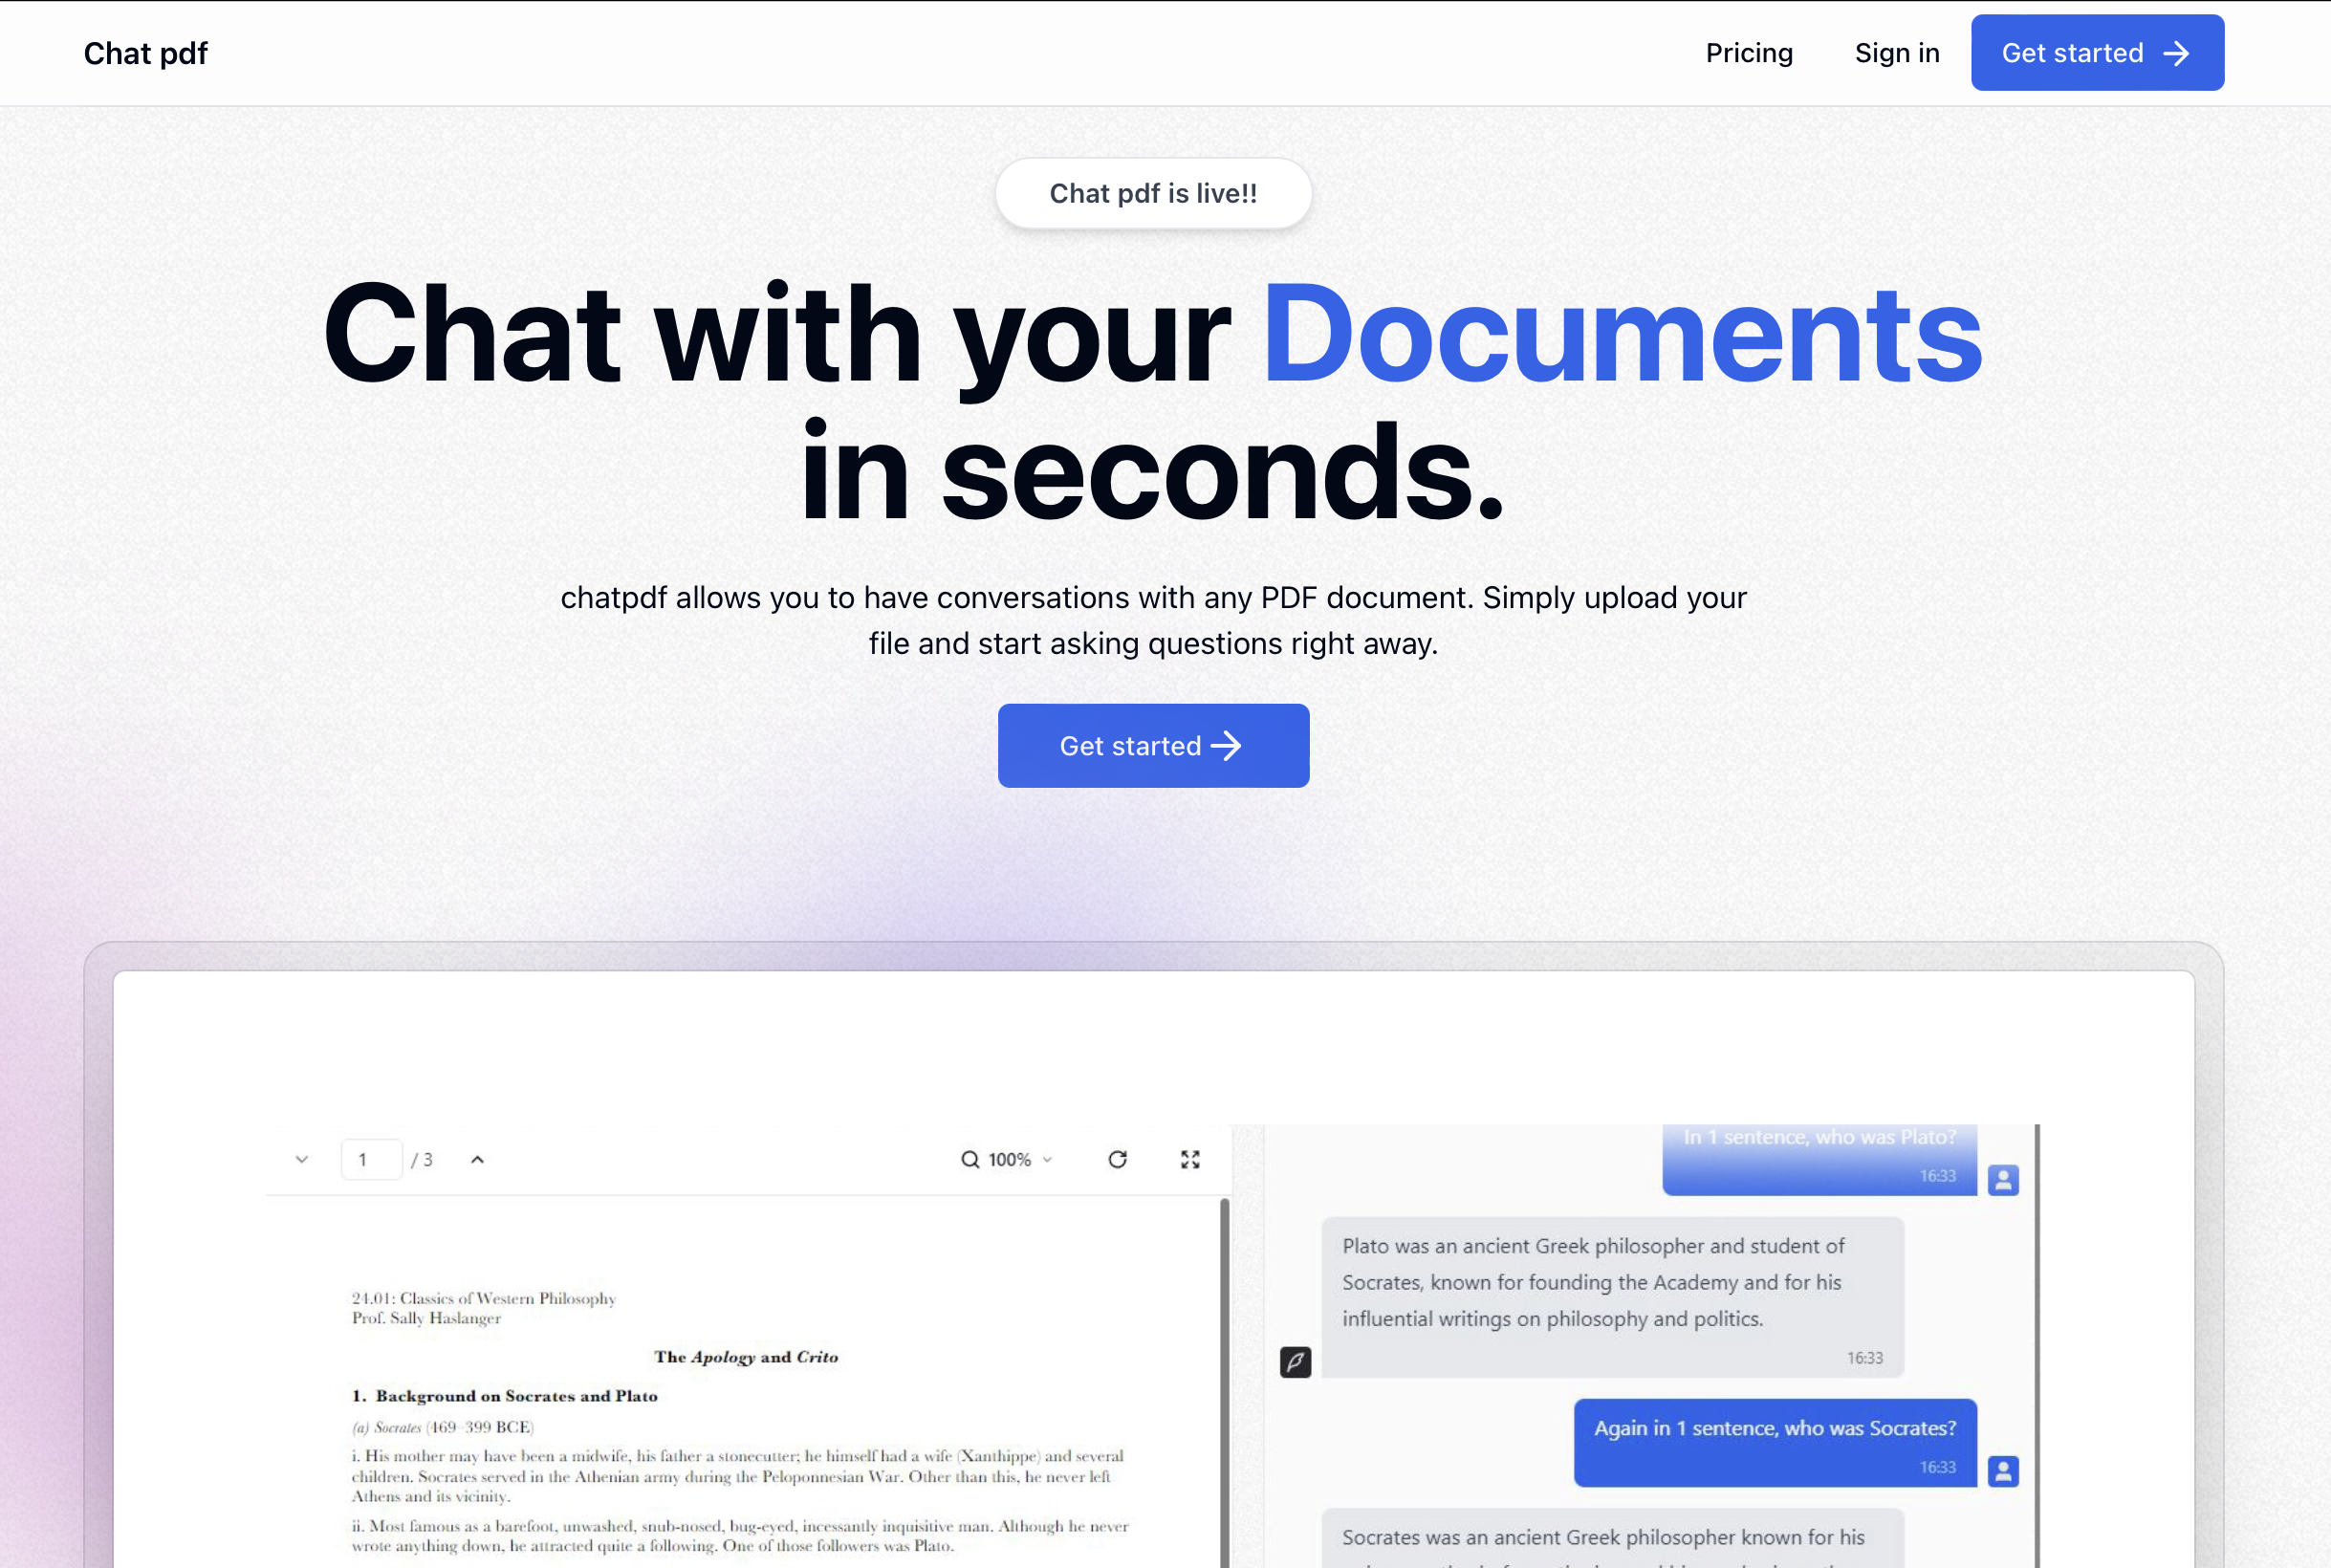 Chat pdf
Pricing
Sign in
Get started
Chat pdf is live!!
Chat with your Documents
in seconds.
chatpdf allows you to have conversations with any PDF document. Simply upload your
file and start asking questions right away.
Get started
1 / 3
100%
24.01: Classics of Western Philosophy
Prof. Sally Haslanger
The Apology and Crito
1. Background on Socrates and Plato
(a) Socrates (469–399 BCE)
i. His mother may have been a midwife, his father a stonecutter; he himself had a wife (Xanthippe) and several
children. Socrates served in the Athenian army during the Peloponnesian War. Other than this, he never left
Athens and its vicinity.
ii. Most famous as a barefoot, unwashed, snub-nosed, bug-eyed, incessantly inquisitive man. Although he never
wrote anything down, he attracted quite a following. One of those followers was Plato.
In 1 sentence, who was Plato?
16:33
Plato was an ancient Greek philosopher and student of
Socrates, known for founding the Academy and for his
influential writings on philosophy and politics.
16:33
Again in 1 sentence, who was Socrates?
16:33
Socrates was an ancient Greek philosopher known for his